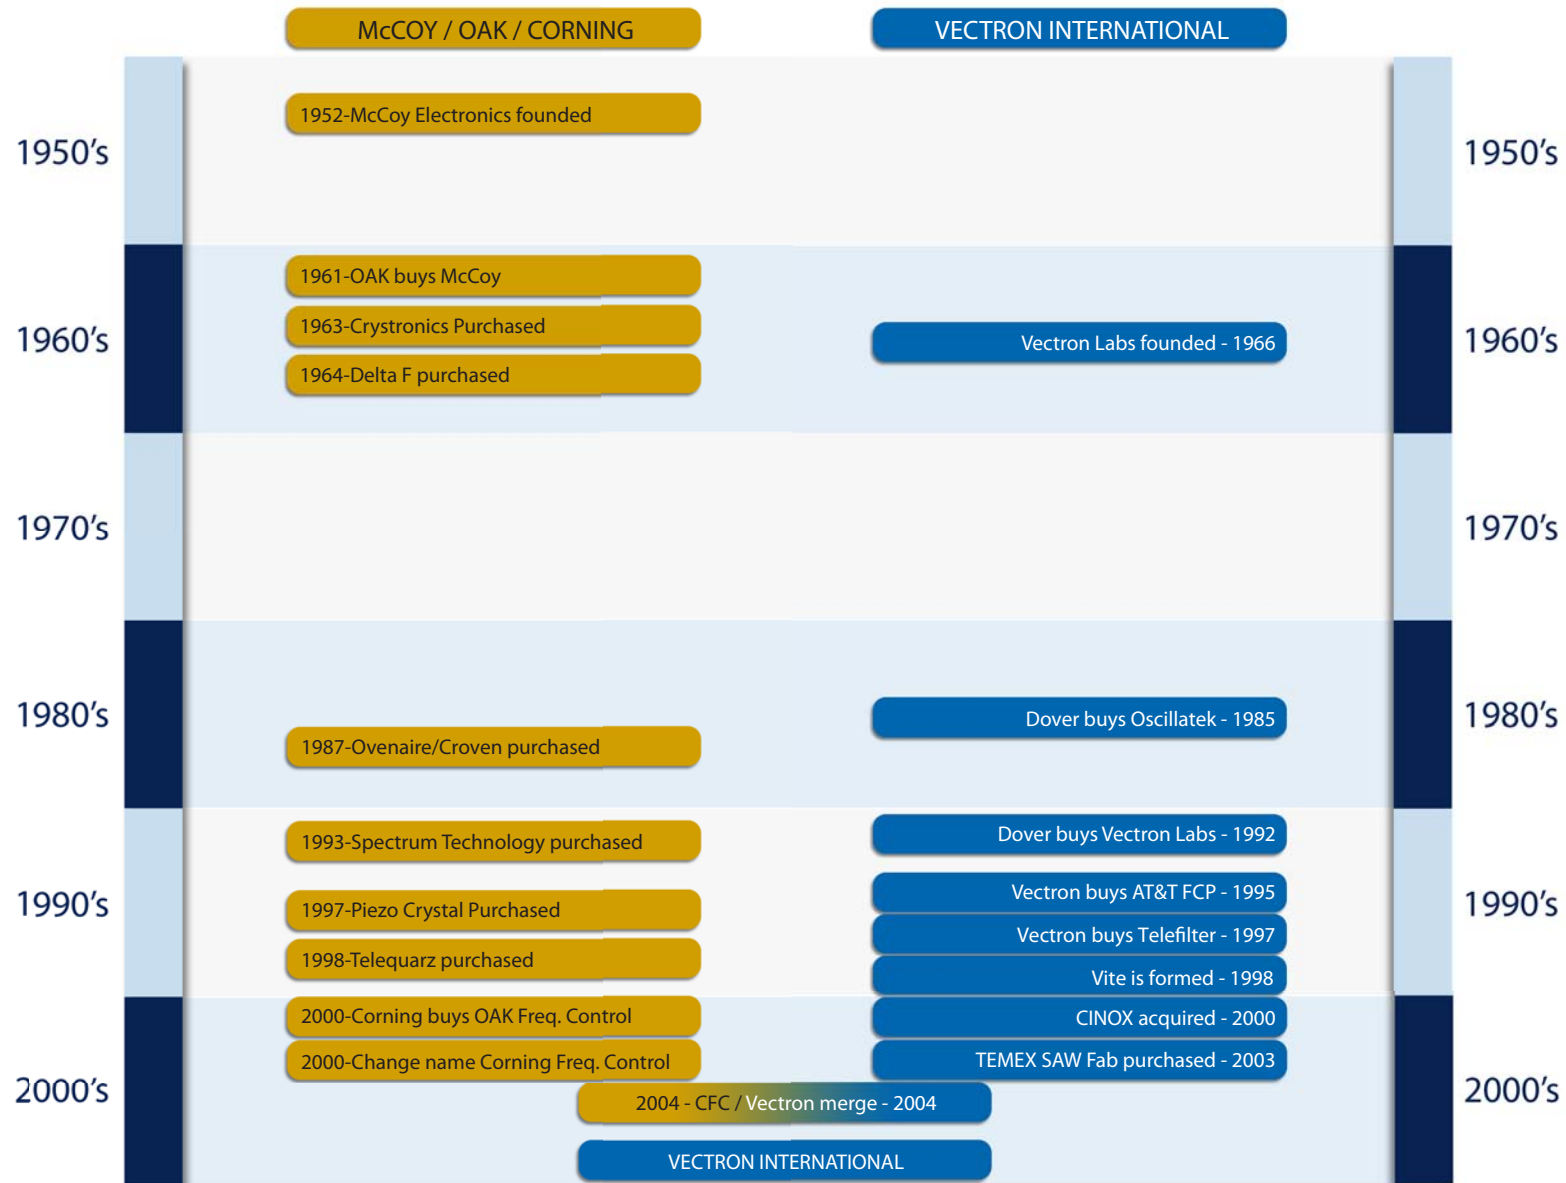 McCOY / OAK / CORNING
VECTRON INTERNATIONAL
1950's
1952-McCoy Electronics founded
1950's
1960's
1961-OAK buys McCoy
1963-Crystronics Purchased
1964-Delta F purchased
Vectron Labs founded - 1966
1960's
1970's
1970's
1980's
1987-Ovenaire/Croven purchased
Dover buys Oscillatek - 1985
1980's
1990's
1993-Spectrum Technology purchased
1997-Piezo Crystal Purchased
1998-Telequarz purchased
Dover buys Vectron Labs - 1992
Vectron buys AT&T FCP - 1995
Vectron buys Telefilter - 1997
Vite is formed - 1998
1990's
2000's
2000-Corning buys OAK Freq. Control
2000-Change name Corning Freq. Control
CINOX acquired - 2000
TEMEX SAW Fab purchased - 2003
2000's
2004 - CFC / Vectron merge - 2004
VECTRON INTERNATIONAL